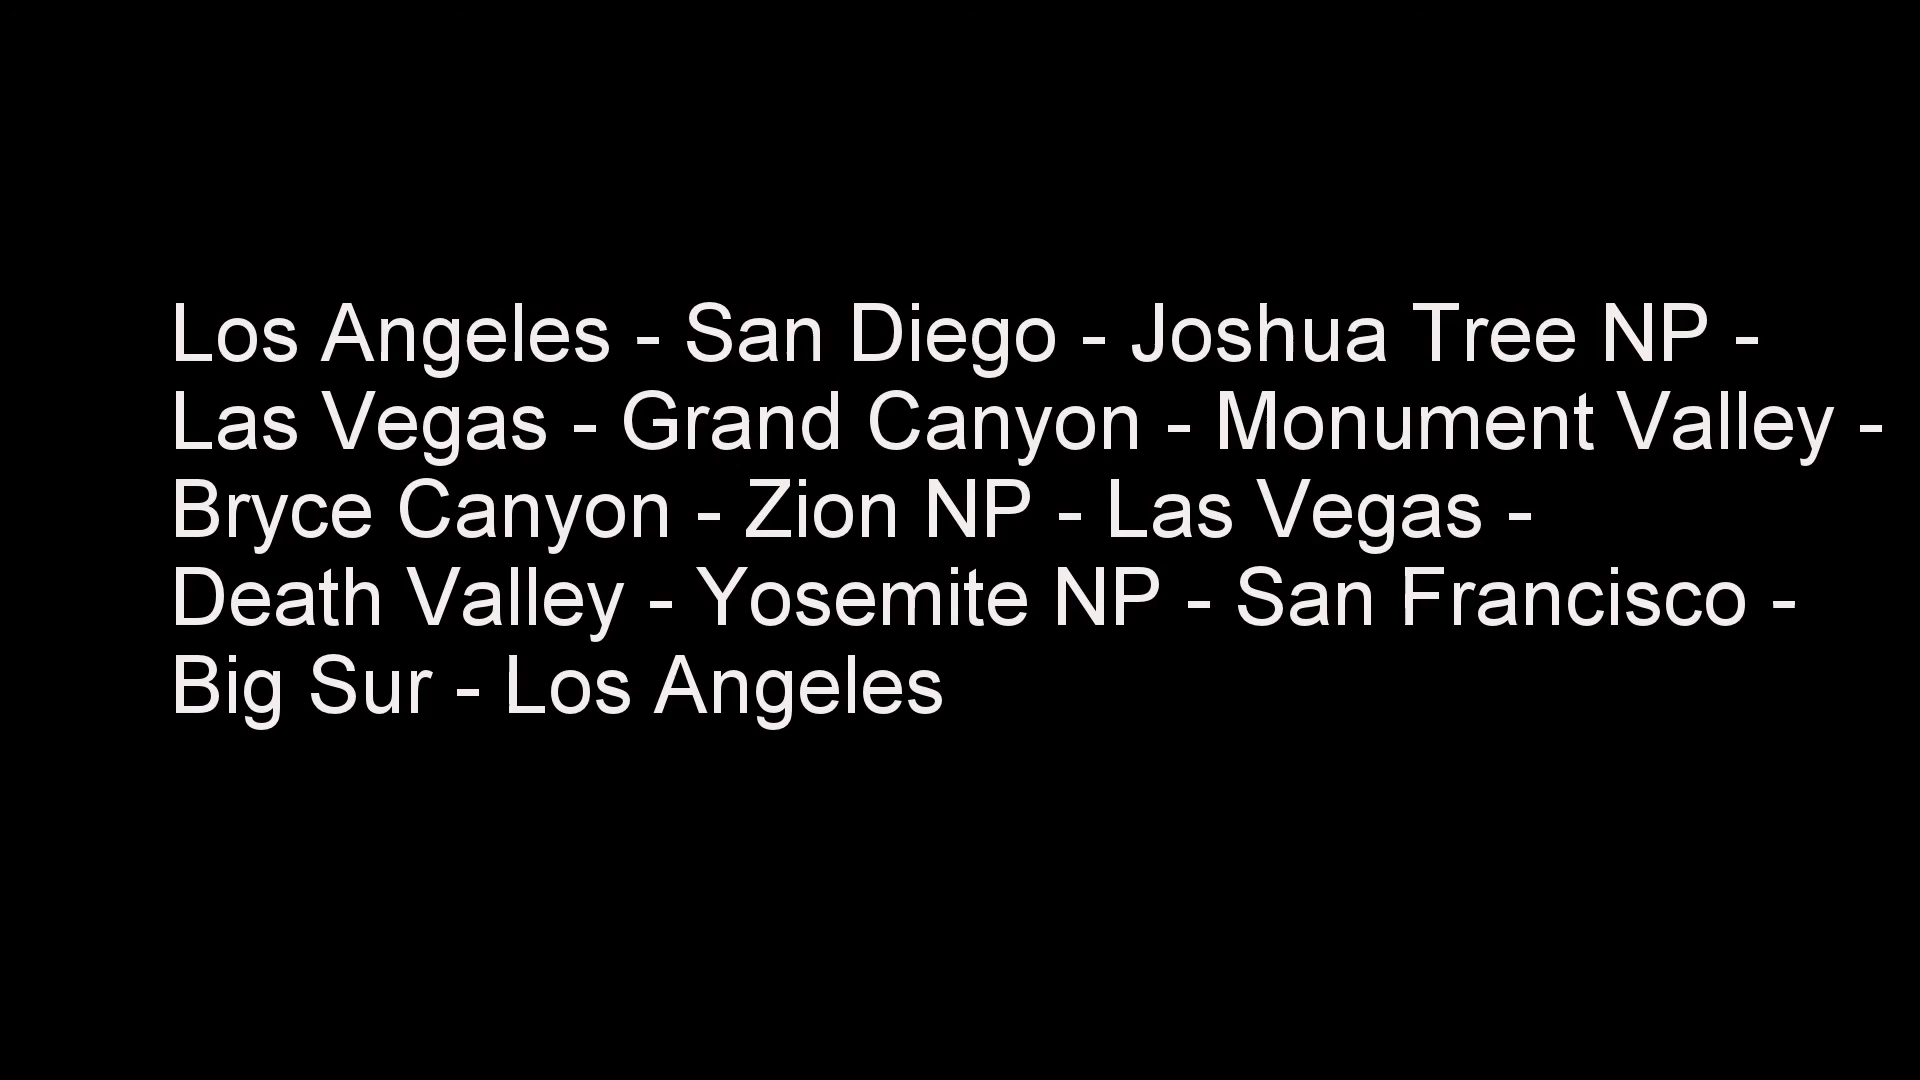 Los Angeles - San Diego - Joshua Tree NP -
Las Vegas - Grand Canyon - Monument Valley -
Bryce Canyon - Zion NP - Las Vegas -
Death Valley - Yosemite NP - San Francisco -
Big Sur - Los Angeles